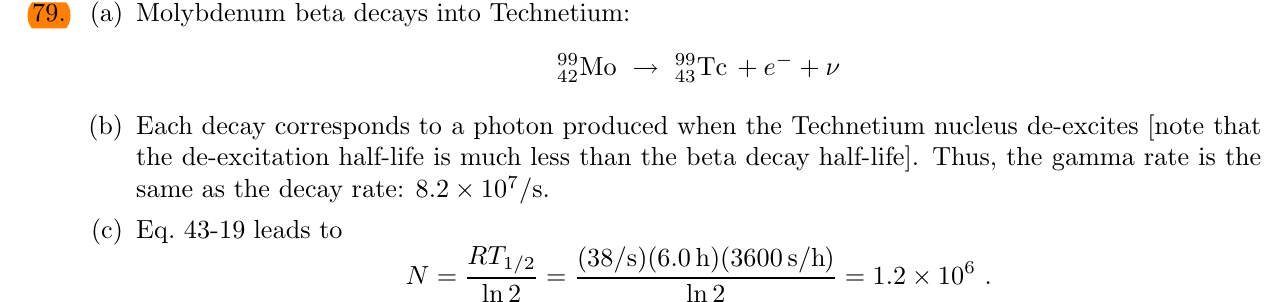 79. (a) Molybdenum beta decays into Technetium:
⁹⁹₄₂Mo → ⁹⁹₄₃Tc + e⁻ + ν
(b) Each decay corresponds to a photon produced when the Technetium nucleus de-excites [note that
the de-excitation half-life is much less than the beta decay half-life]. Thus, the gamma rate is the
same as the decay rate: 8.2 × 10⁷/s.
(c) Eq. 43-19 leads to
N = RT₁/₂ / ln 2 = (38/s)(6.0 h)(3600 s/h) / ln 2 = 1.2 × 10⁶ .